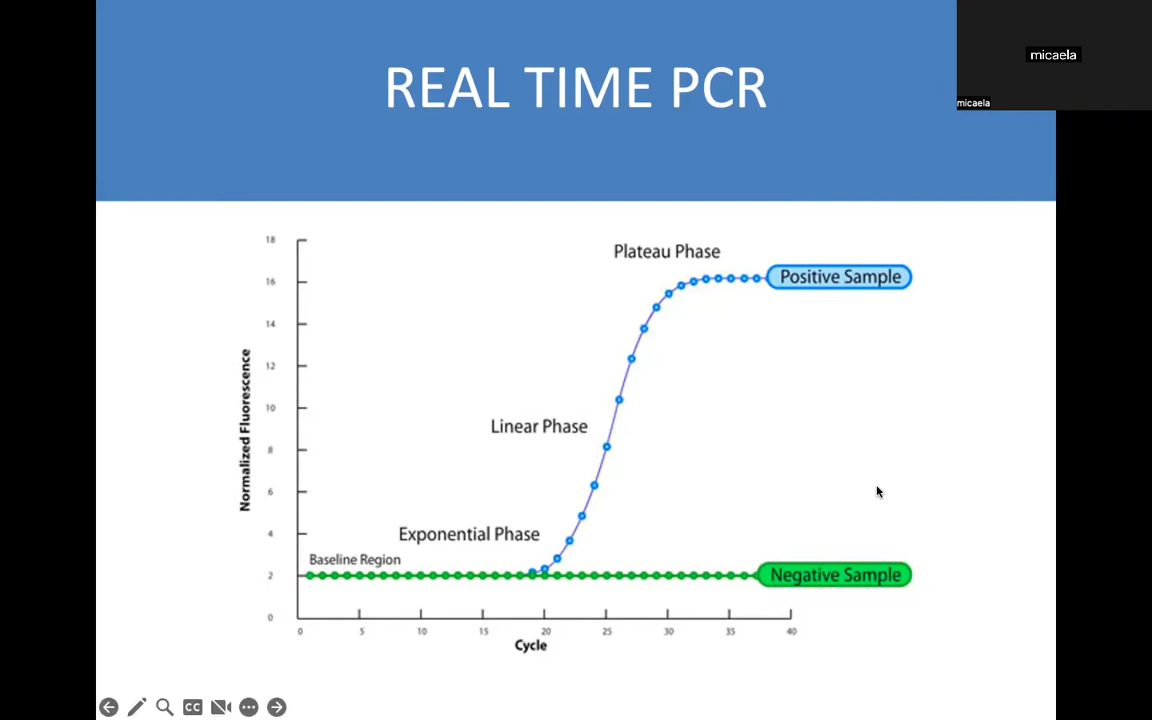 REAL TIME PCR
micaela
micaela
18
16
14
12
10
8
6
4
2
0
Normalized Fluorescence
Plateau Phase
Positive Sample
Linear Phase
Exponential Phase
Baseline Region
Negative Sample
0 5 10 15 20 25 30 35 40
Cycle
CC